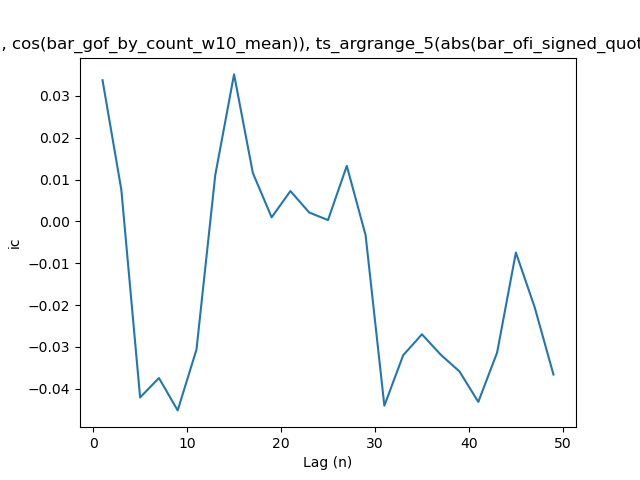 , cos(bar_gof_by_count_w10_mean)), ts_argrange_5(abs(bar_ofi_signed_quot
0.03
0.02
0.01
0.00
−0.01
−0.02
−0.03
−0.04
ic
0 10 20 30 40 50
Lag (n)